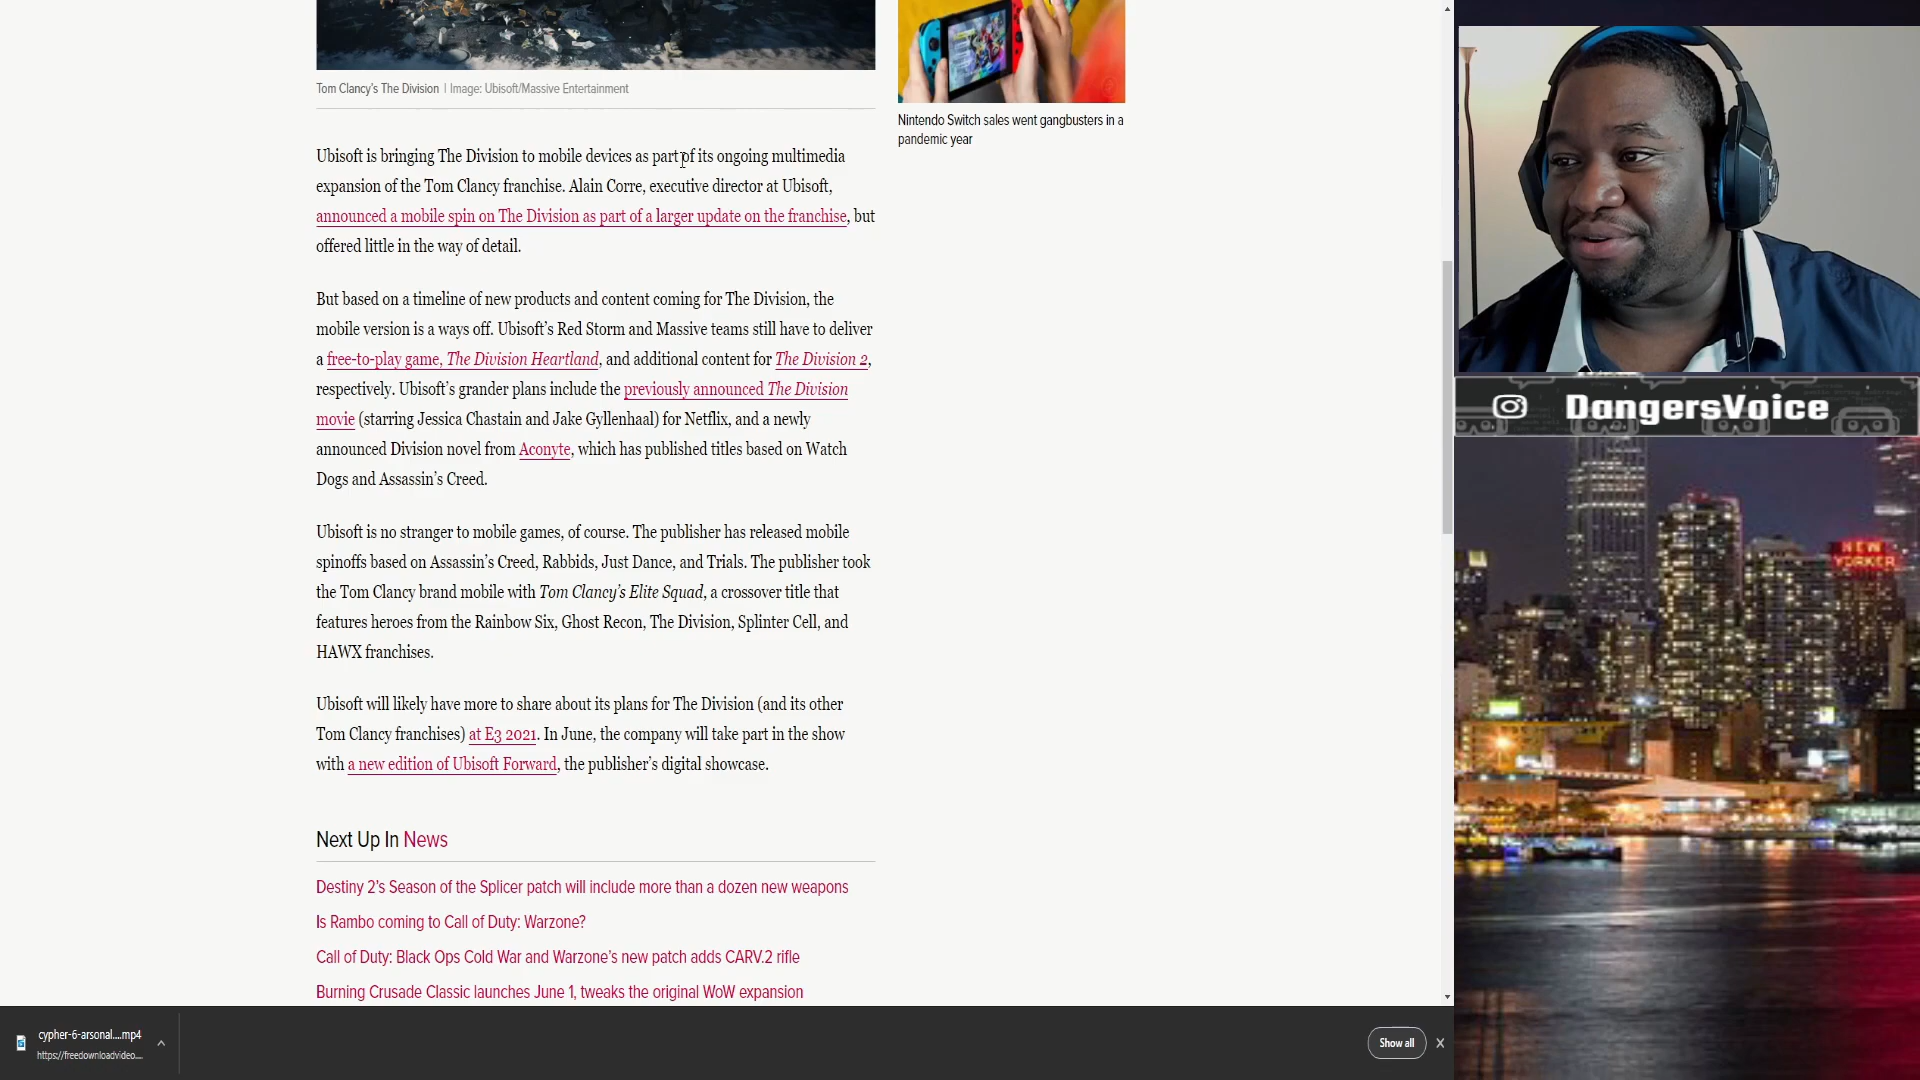 Tom Clancy's The Division | Image: Ubisoft/Massive Entertainment
Nintendo Switch sales went gangbusters in a
pandemic year
Ubisoft is bringing The Division to mobile devices as part of its ongoing multimedia
expansion of the Tom Clancy franchise. Alain Corre, executive director at Ubisoft,
announced a mobile spin on The Division as part of a larger update on the franchise, but
offered little in the way of detail.
But based on a timeline of new products and content coming for The Division, the
mobile version is a ways off. Ubisoft's Red Storm and Massive teams still have to deliver
a free-to-play game, The Division Heartland, and additional content for The Division 2,
respectively. Ubisoft's grander plans include the previously announced The Division
movie (starring Jessica Chastain and Jake Gyllenhaal) for Netflix, and a newly
announced Division novel from Aconyte, which has published titles based on Watch
Dogs and Assassin's Creed.
Ubisoft is no stranger to mobile games, of course. The publisher has released mobile
spinoffs based on Assassin's Creed, Rabbids, Just Dance, and Trials. The publisher took
the Tom Clancy brand mobile with Tom Clancy's Elite Squad, a crossover title that
features heroes from the Rainbow Six, Ghost Recon, The Division, Splinter Cell, and
HAWX franchises.
Ubisoft will likely have more to share about its plans for The Division (and its other
Tom Clancy franchises) at E3 2021. In June, the company will take part in the show
with a new edition of Ubisoft Forward, the publisher's digital showcase.
Next Up In News
Destiny 2's Season of the Splicer patch will include more than a dozen new weapons
Is Rambo coming to Call of Duty: Warzone?
Call of Duty: Black Ops Cold War and Warzone's new patch adds CARV.2 rifle
Burning Crusade Classic launches June 1, tweaks the original WoW expansion
cypher-6-arsonal....mp4
https://freedownloadvideo....
Show all
DangersVoice
NEW
YORKER